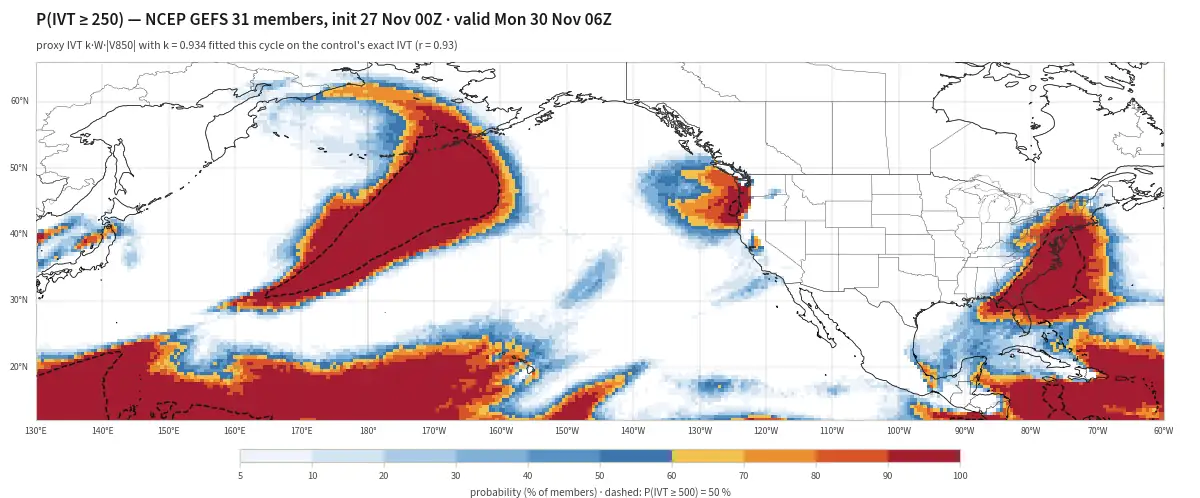 P(IVT ≥ 250) — NCEP GEFS 31 members, init 27 Nov 00Z · valid Mon 30 Nov 06Z
proxy IVT k·W·|V850| with k = 0.934 fitted this cycle on the control's exact IVT (r = 0.93)
60°N
50°N
40°N
30°N
20°N
130°E 140°E 150°E 160°E 170°E 180° 170°W 160°W 150°W 140°W 130°W 120°W 110°W 100°W 90°W 80°W 70°W 60°W
5 10 20 30 40 50 60 70 80 90 100
probability (% of members) · dashed: P(IVT ≥ 500) = 50 %